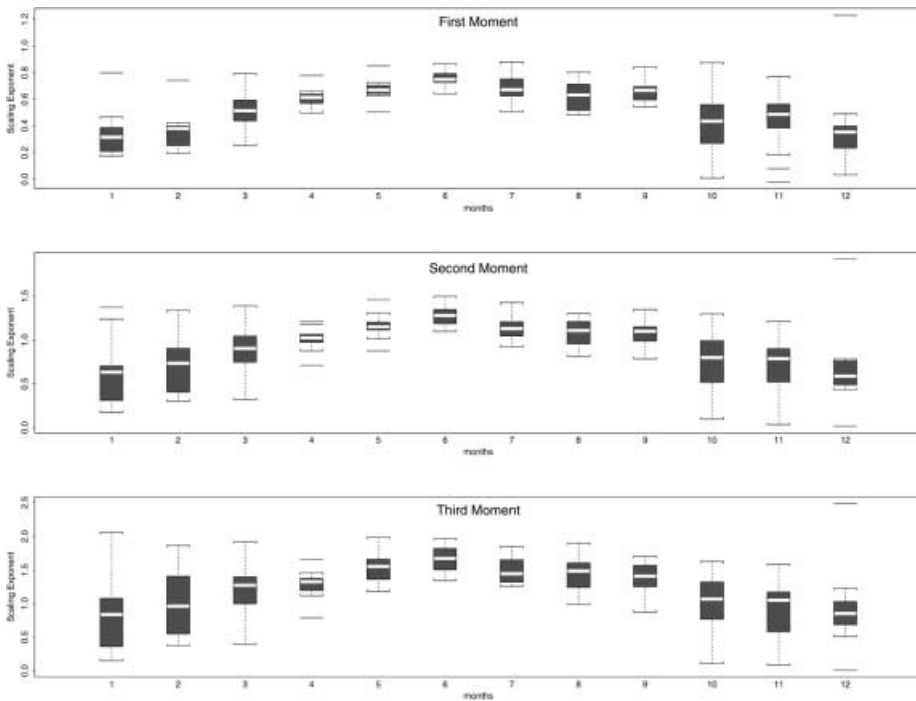 First Moment
Scaling Exponent
0.0 0.2 0.4 0.6 0.8 1.0 1.2
1 2 3 4 5 6 7 8 9 10 11 12
months
Second Moment
Scaling Exponent
0.0 0.5 1.0 1.5
1 2 3 4 5 6 7 8 9 10 11 12
months
Third Moment
Scaling Exponent
0.0 0.5 1.0 1.5 2.0 2.5
1 2 3 4 5 6 7 8 9 10 11 12
months